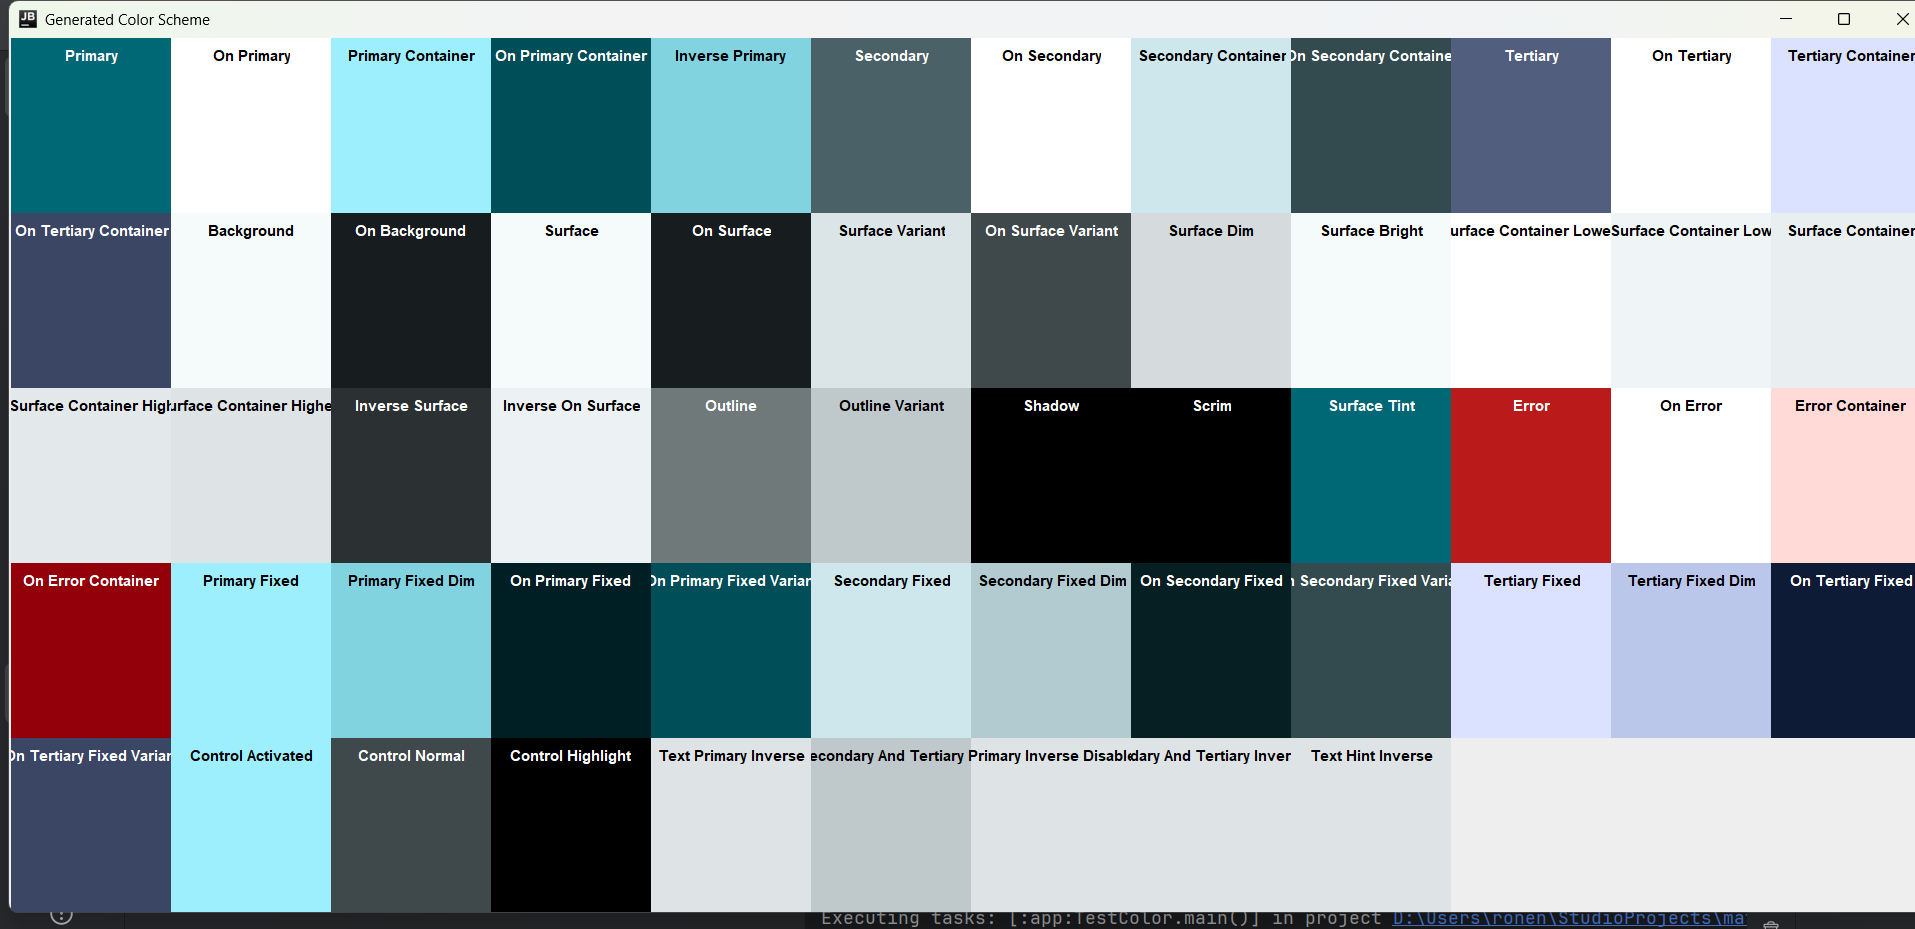 JB Generated Color Scheme
Primary
On Primary
Primary Container
On Primary Container
Inverse Primary
Secondary
On Secondary
Secondary Container
On Secondary Containe
Tertiary
On Tertiary
Tertiary Container
On Tertiary Container
Background
On Background
Surface
On Surface
Surface Variant
On Surface Variant
Surface Dim
Surface Bright
urface Container Lowe
Surface Container Low
Surface Container
Surface Container High
urface Container Highe
Inverse Surface
Inverse On Surface
Outline
Outline Variant
Shadow
Scrim
Surface Tint
Error
On Error
Error Container
On Error Container
Primary Fixed
Primary Fixed Dim
On Primary Fixed
On Primary Fixed Varian
Secondary Fixed
Secondary Fixed Dim
On Secondary Fixed
n Secondary Fixed Varia
Tertiary Fixed
Tertiary Fixed Dim
On Tertiary Fixed
On Tertiary Fixed Varian
Control Activated
Control Normal
Control Highlight
Text Primary Inverse
econdary And Tertiary
Primary Inverse Disabl
dary And Tertiary Inver
Text Hint Inverse
Executing tasks: [:app:TestColor.main()] in project D:\Users\ronen\StudioProjects\ma